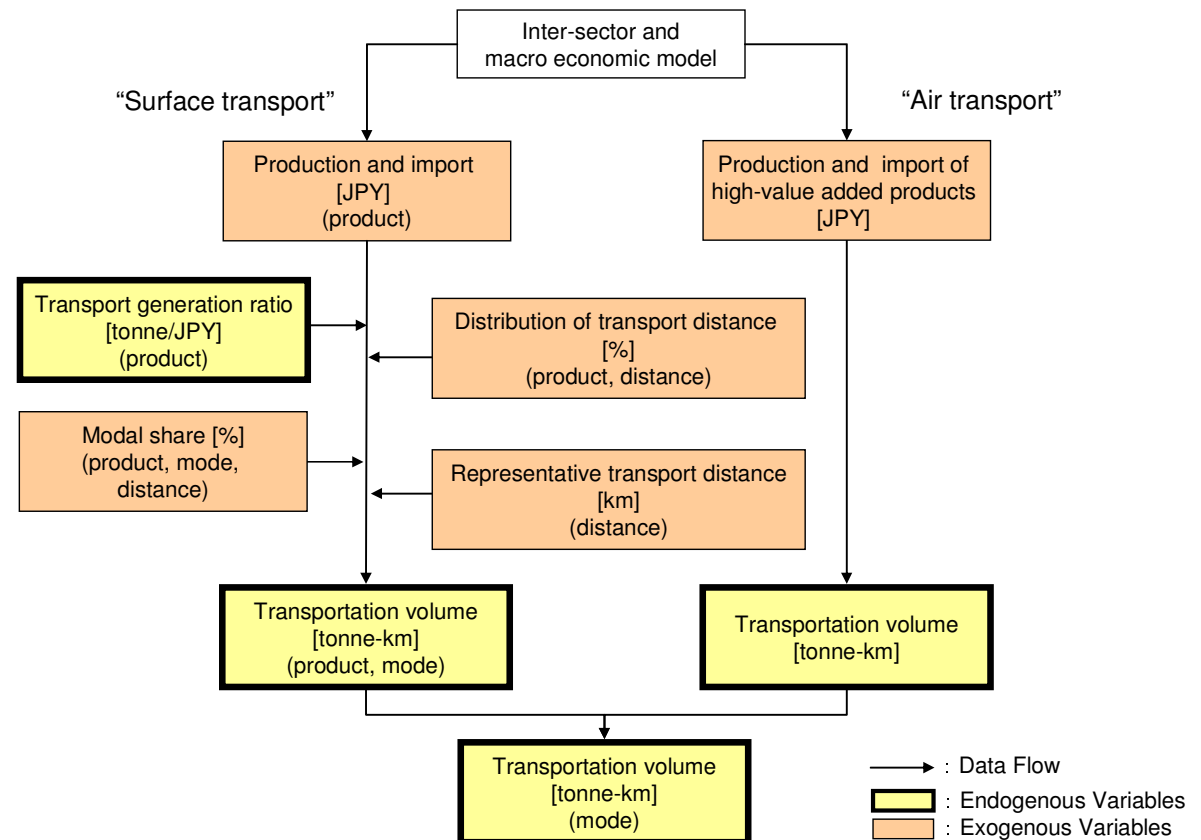 Inter-sector and
macro economic model
“Surface transport”
“Air transport”
Production and import
[JPY]
(product)
Production and import of
high-value added products
[JPY]
Transport generation ratio
[tonne/JPY]
(product)
Distribution of transport distance
[%]
(product, distance)
Modal share [%]
(product, mode,
distance)
Representative transport distance
[km]
(distance)
Transportation volume
[tonne-km]
(product, mode)
Transportation volume
[tonne-km]
Transportation volume
[tonne-km]
(mode)
: Data Flow
: Endogenous Variables
: Exogenous Variables